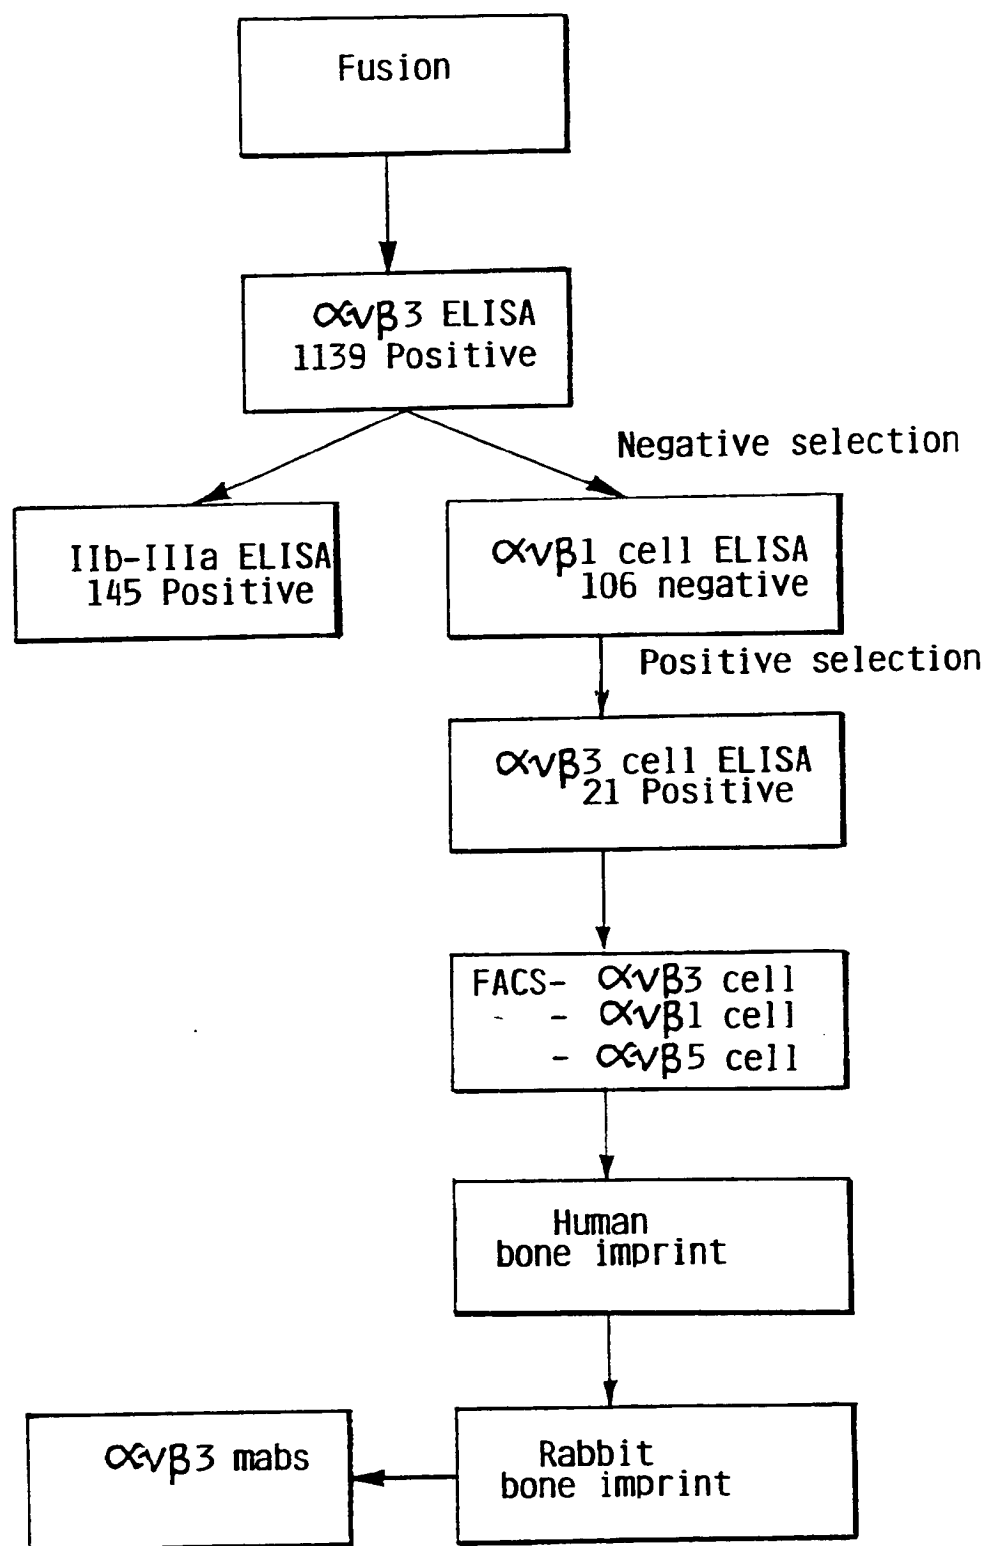 Fusion
αvβ3 ELISA
1139 Positive
Negative selection
IIb-IIIa ELISA
145 Positive
αvβ1 cell ELISA
106 negative
Positive selection
αvβ3 cell ELISA
21 Positive
FACS- αvβ3 cell
- - αvβ1 cell
- αvβ5 cell
Human
bone imprint
Rabbit
bone imprint
αvβ3 mabs